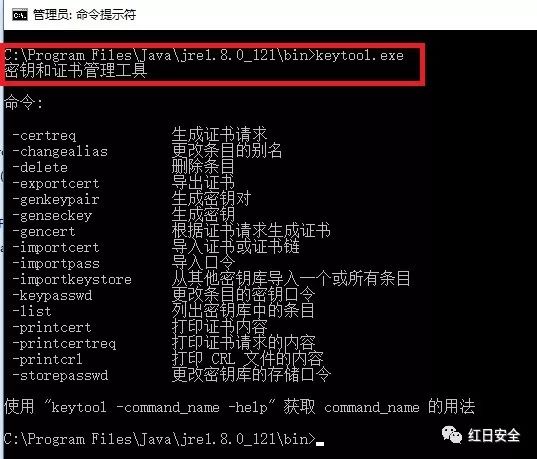 管理员: 命令提示符
C:\Program Files\Java\jre1.8.0_121\bin>keytool.exe
密钥和证书管理工具
命令:
-certreq 生成证书请求
-changealias 更改条目的别名
-delete 删除条目
-exportcert 导出证书
-genkeypair 生成密钥对
-genseckey 生成密钥
-gencert 根据证书请求生成证书
-importcert 导入证书或证书链
-importpass 导入口令
-importkeystore 从其他密钥库导入一个或所有条目
-keypasswd 更改条目的密钥口令
-list 列出密钥库中的条目
-printcert 打印证书内容
-printcertreq 打印证书请求的内容
-printcrl 打印 CRL 文件的内容
-storepasswd 更改密钥库的存储口令
使用 "keytool -command_name -help" 获取 command_name 的用法
C:\Program Files\Java\jre1.8.0_121\bin>_
红日安全